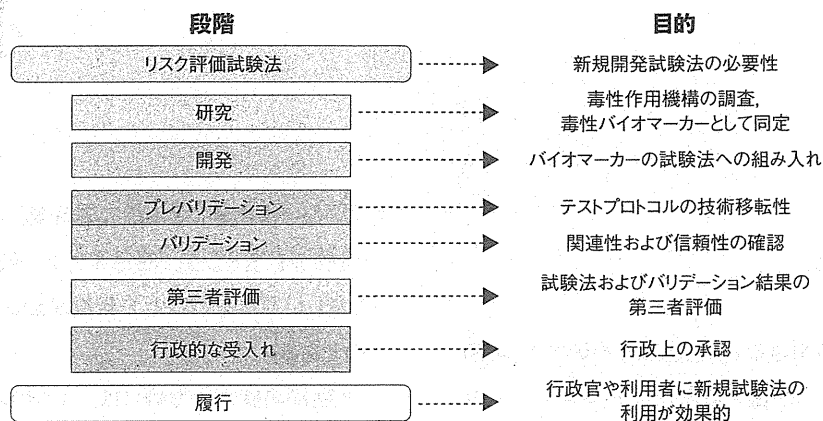 段階 目的
リスク評価試験法 新規開発試験法の必要性
研究 毒性作用機構の調査,
毒性バイオマーカーとして同定
開発 バイオマーカーの試験法への組み入れ
プレバリデーション テストプロトコルの技術移転性
バリデーション 関連性および信頼性の確認
第三者評価 試験法およびバリデーション結果の
第三者評価
行政的な受入れ 行政上の承認
履行 行政官や利用者に新規試験法の
利用が効果的